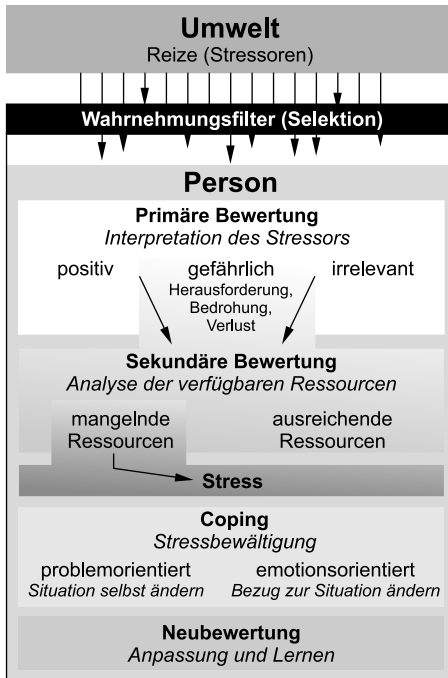 Umwelt
Reize (Stressoren)
Wahrnehmungsfilter (Selektion)
Person
Primäre Bewertung
Interpretation des Stressors
positiv gefährlich irrelevant
Herausforderung,
Bedrohung,
Verlust
Sekundäre Bewertung
Analyse der verfügbaren Ressourcen
mangelnde ausreichende
Ressourcen Ressourcen
Stress
Coping
Stressbewältigung
problemorientiert emotionsorientiert
Situation selbst ändern Bezug zur Situation ändern
Neubewertung
Anpassung und Lernen